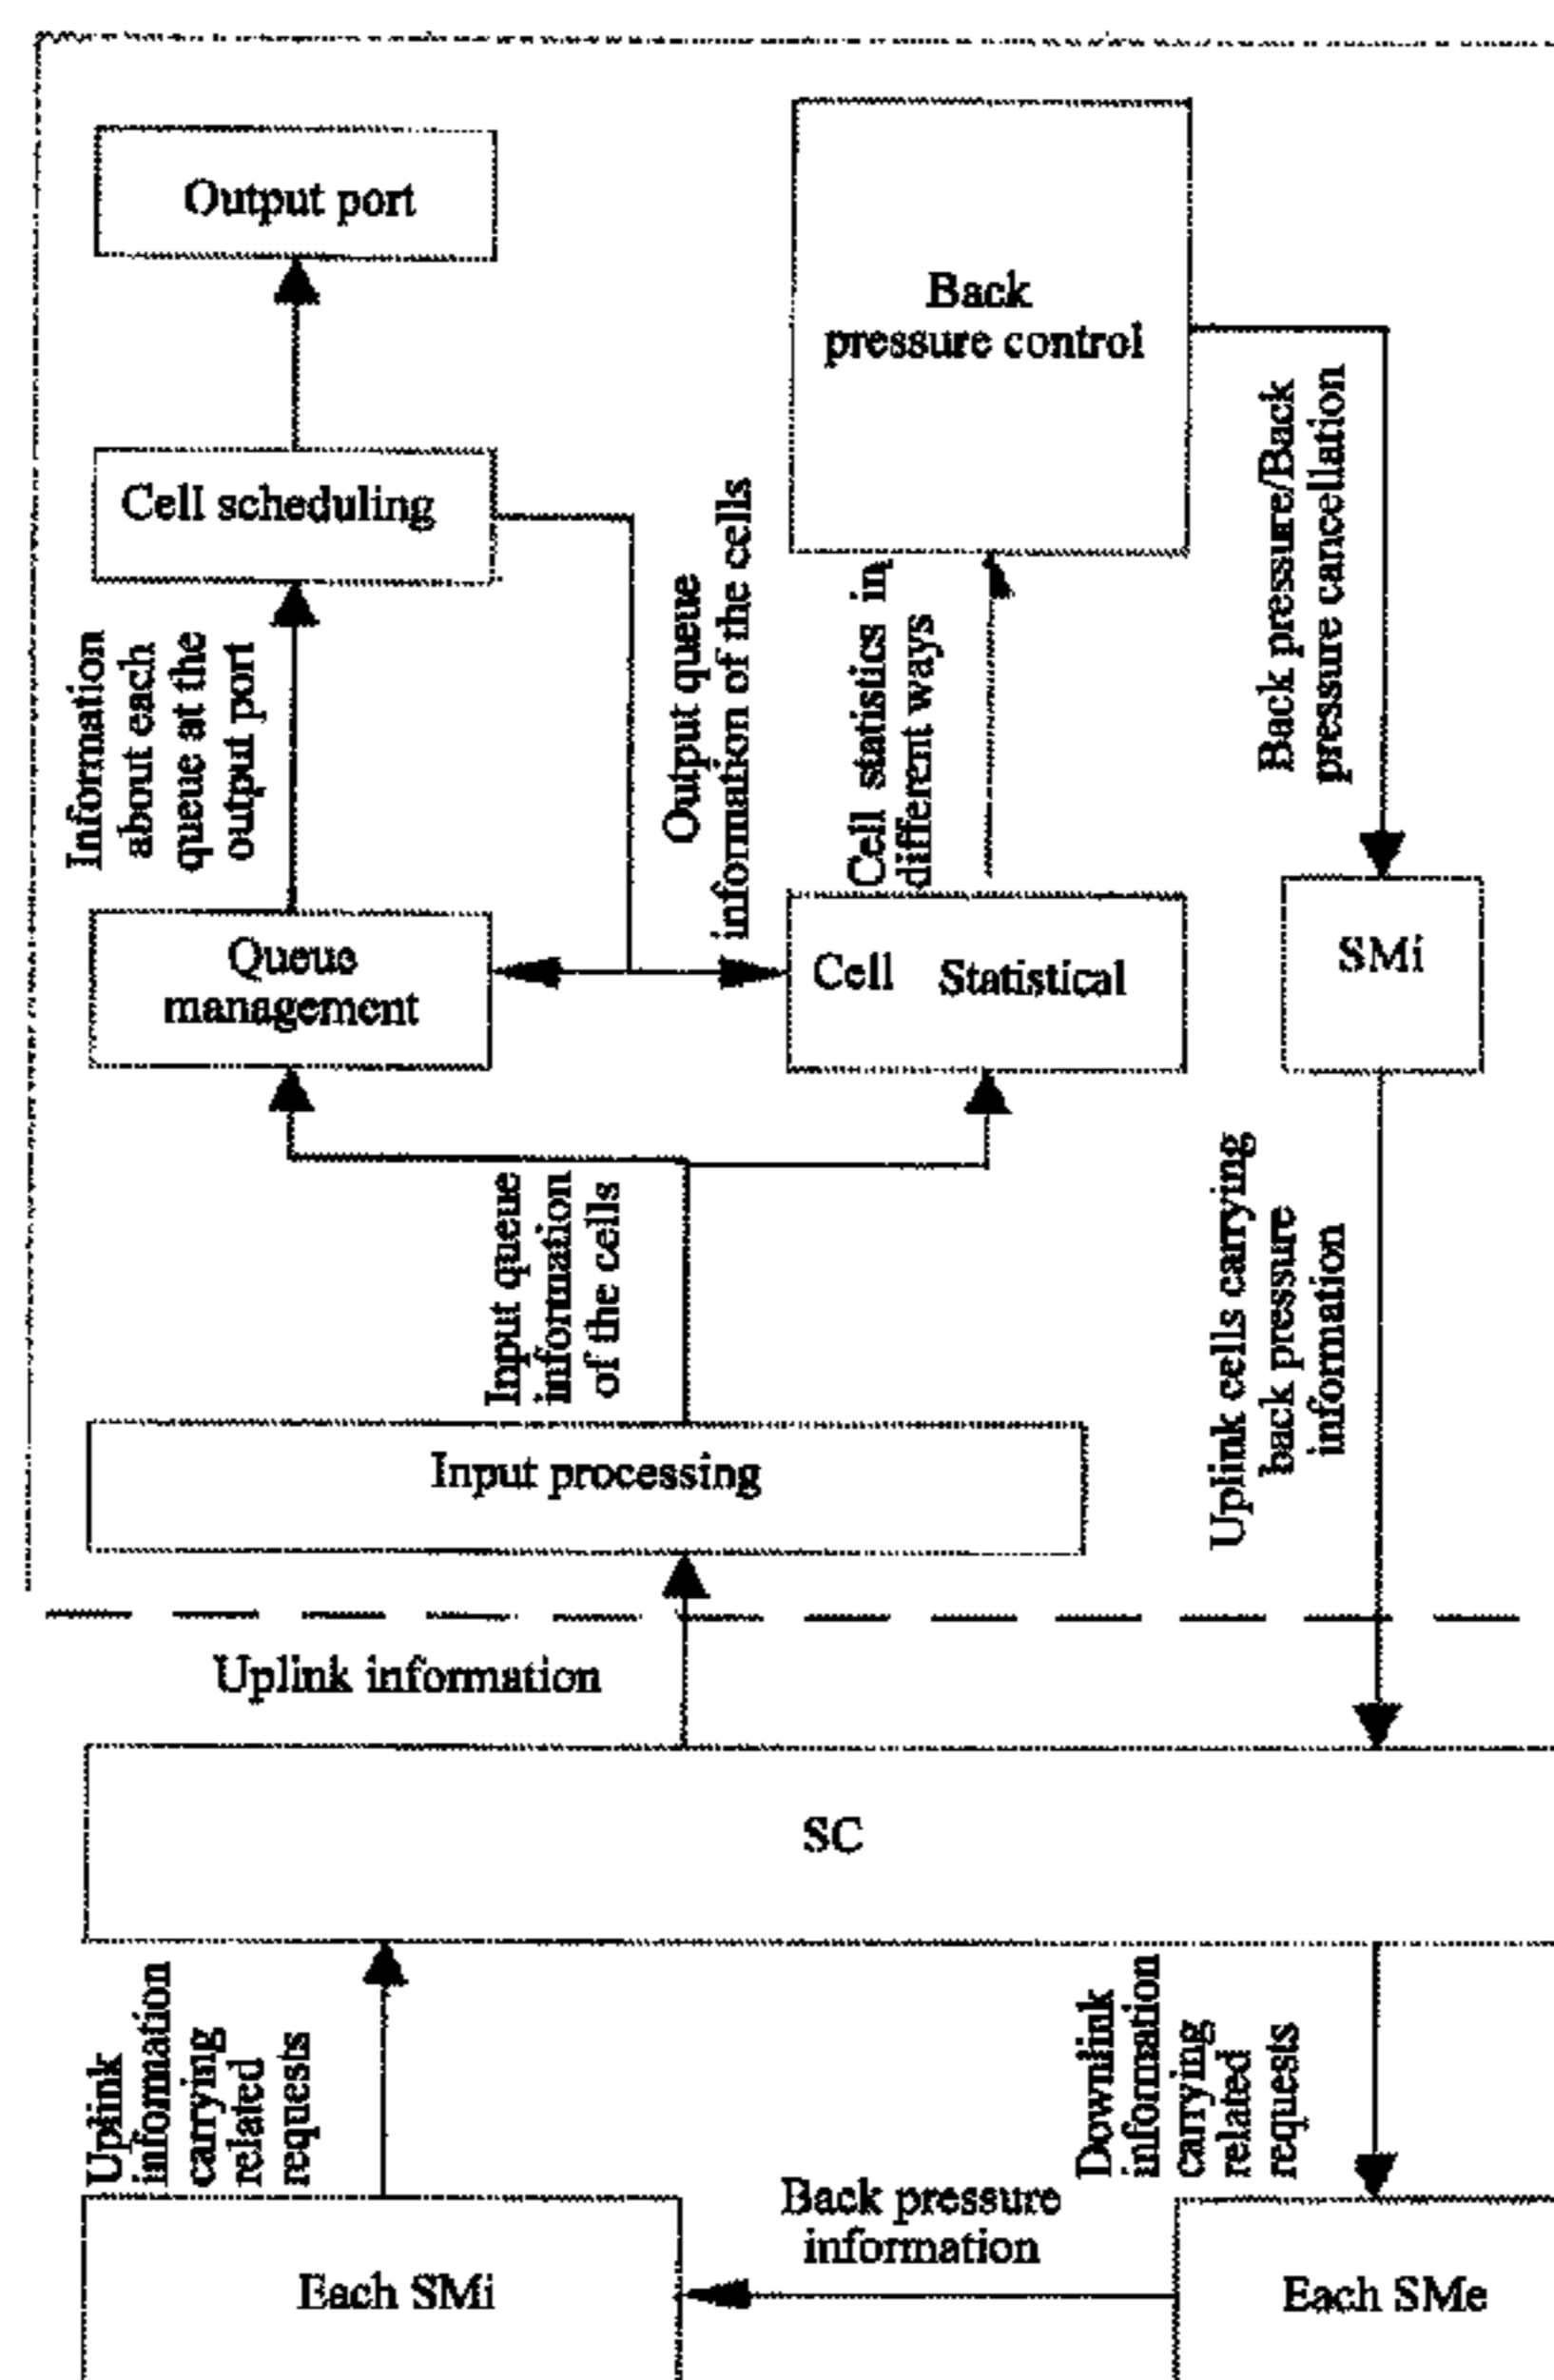 Output port
Back
pressure control
Cell scheduling
Back pressure/Back
pressure cancellation
Information
about each
queue at the
output port
Output queue
information of the cells
Cell statistics in
different ways
Queue
management
Cell Statistical
SMi
Input queue
information
of the cells
Uplink cells carrying
back pressure
information
Input processing
Uplink information
SC
Uplink
information
carrying
related
requests
Downlink
information
carrying
related
requests
Back pressure
information
Each SMi
Each SMe